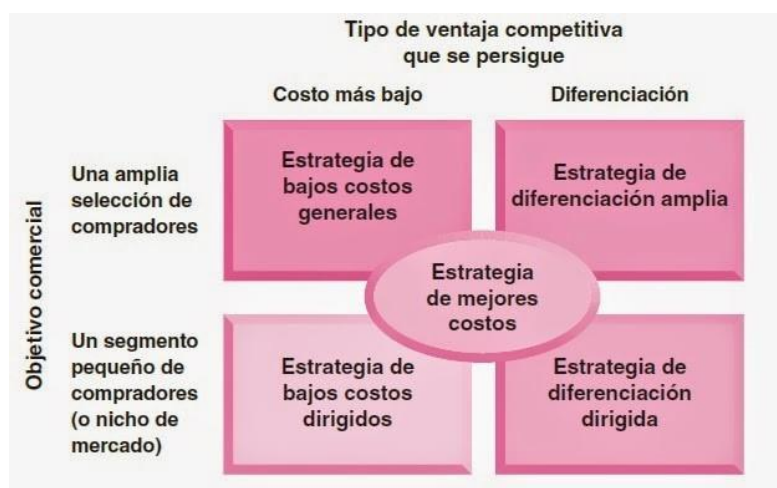 Tipo de ventaja competitiva
que se persigue
Costo más bajo
Diferenciación
Objetivo comercial
Una amplia
selección de
compradores
Estrategia de
bajos costos
generales
Estrategia de
diferenciación amplia
Estrategia
de mejores
costos
Un segmento
pequeño de
compradores
(o nicho de
mercado)
Estrategia de
bajos costos
dirigidos
Estrategia de
diferenciación
dirigida